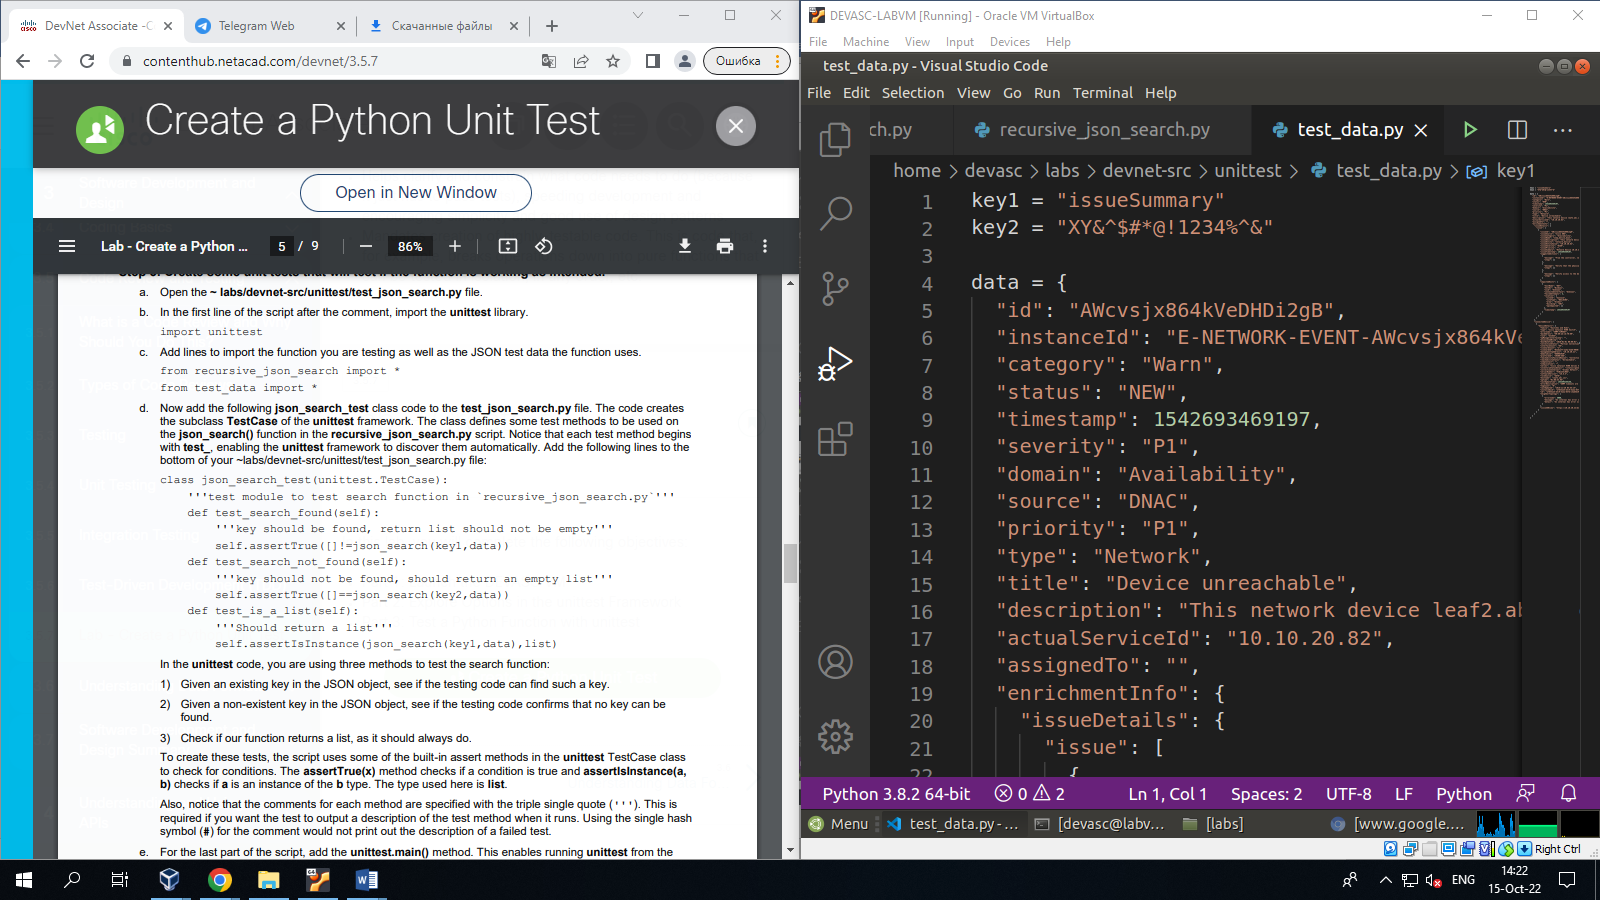 DevNet Associate -C
Telegram Web
Скачанные файлы
contenthub.netacad.com/devnet/3.5.7
Ошибка
Create a Python Unit Test
Open in New Window
Lab - Create a Python ...
5 / 9
86%
Step 3: Create some unit tests that will test if the function is working as intended.
a. Open the ~ labs/devnet-src/unittest/test_json_search.py file.
b. In the first line of the script after the comment, import the unittest library.
import unittest
c. Add lines to import the function you are testing as well as the JSON test data the function uses.
from recursive_json_search import *
from test_data import *
d. Now add the following json_search_test class code to the test_json_search.py file. The code creates
the subclass TestCase of the unittest framework. The class defines some test methods to be used on
the json_search() function in the recursive_json_search.py script. Notice that each test method begins
with test_, enabling the unittest framework to discover them automatically. Add the following lines to the
bottom of your ~labs/devnet-src/unittest/test_json_search.py file:
class json_search_test(unittest.TestCase):
'''test module to test search function in `recursive_json_search.py`'''
def test_search_found(self):
'''key should be found, return list should not be empty'''
self.assertTrue([]!=json_search(key1,data))
def test_search_not_found(self):
'''key should not be found, should return an empty list'''
self.assertTrue([]==json_search(key2,data))
def test_is_a_list(self):
'''Should return a list'''
self.assertIsInstance(json_search(key1,data),list)
In the unittest code, you are using three methods to test the search function:
1) Given an existing key in the JSON object, see if the testing code can find such a key.
2) Given a non-existent key in the JSON object, see if the testing code confirms that no key can be
found.
3) Check if our function returns a list, as it should always do.
To create these tests, the script uses some of the built-in assert methods in the unittest TestCase class
to check for conditions. The assertTrue(x) method checks if a condition is true and assertIsInstance(a,
b) checks if a is an instance of the b type. The type used here is list.
Also, notice that the comments for each method are specified with the triple single quote ('''). This is
required if you want the test to output a description of the test method when it runs. Using the single hash
symbol (#) for the comment would not print out the description of a failed test.
e. For the last part of the script, add the unittest.main() method. This enables running unittest from the
DEVASC-LABVM [Running] - Oracle VM VirtualBox
File Machine View Input Devices Help
test_data.py - Visual Studio Code
File Edit Selection View Go Run Terminal Help
ch.py
recursive_json_search.py
test_data.py
home > devasc > labs > devnet-src > unittest > test_data.py > key1
1 key1 = "issueSummary"
2 key2 = "XY&^$#*@!1234%^&"
3
4 data = {
5 "id": "AWcvsjx864kVeDHDi2gB",
6 "instanceId": "E-NETWORK-EVENT-AWcvsjx864kVe
7 "category": "Warn",
8 "status": "NEW",
9 "timestamp": 1542693469197,
10 "severity": "P1",
11 "domain": "Availability",
12 "source": "DNAC",
13 "priority": "P1",
14 "type": "Network",
15 "title": "Device unreachable",
16 "description": "This network device leaf2.ab
17 "actualServiceId": "10.10.20.82",
18 "assignedTo": "",
19 "enrichmentInfo": {
20 "issueDetails": {
21 "issue": [
22 {
Python 3.8.2 64-bit 0 2 Ln 1, Col 1 Spaces: 2 UTF-8 LF Python
Menu test_data.py-... [devasc@labv... [labs] [www.google....
Right Ctrl
ENG
14:22
15-Oct-22